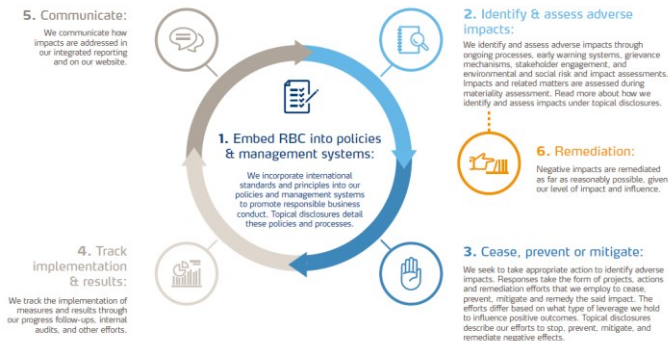 5. Communicate:
We communicate how
impacts are addressed in
our integrated reporting
and on our website.
2. Identify & assess adverse
impacts:
We identify and assess adverse impacts through
ongoing processes, early warning systems, grievance
mechanisms, stakeholder engagement, and
environmental and social risk and impact assessments.
Impacts and related matters are assessed during
materiality assessment. Read more about how we
identify and assess impacts under topical disclosures.
1. Embed RBC into policies
& management systems:
We incorporate international
standards and principles into our
policies and management systems
to promote responsible business
conduct. Topical disclosures detail
these policies and processes.
6. Remediation:
Negative impacts are remediated
as far as reasonably possible, given
our level of impact and influence.
4. Track
implementation
& results:
We track the implementation of
measures and results through
our progress follow-ups, internal
audits, and other efforts.
3. Cease, prevent or mitigate:
We seek to take appropriate action to identify adverse
impacts. Responses take the form of projects, actions
and remediation efforts that we employ to cease,
prevent, mitigate and remedy the said impact. The
efforts differ based on what type of leverage we hold
to influence positive outcomes. Topical disclosures
describe our efforts to stop, prevent, mitigate, and
remediate negative effects.